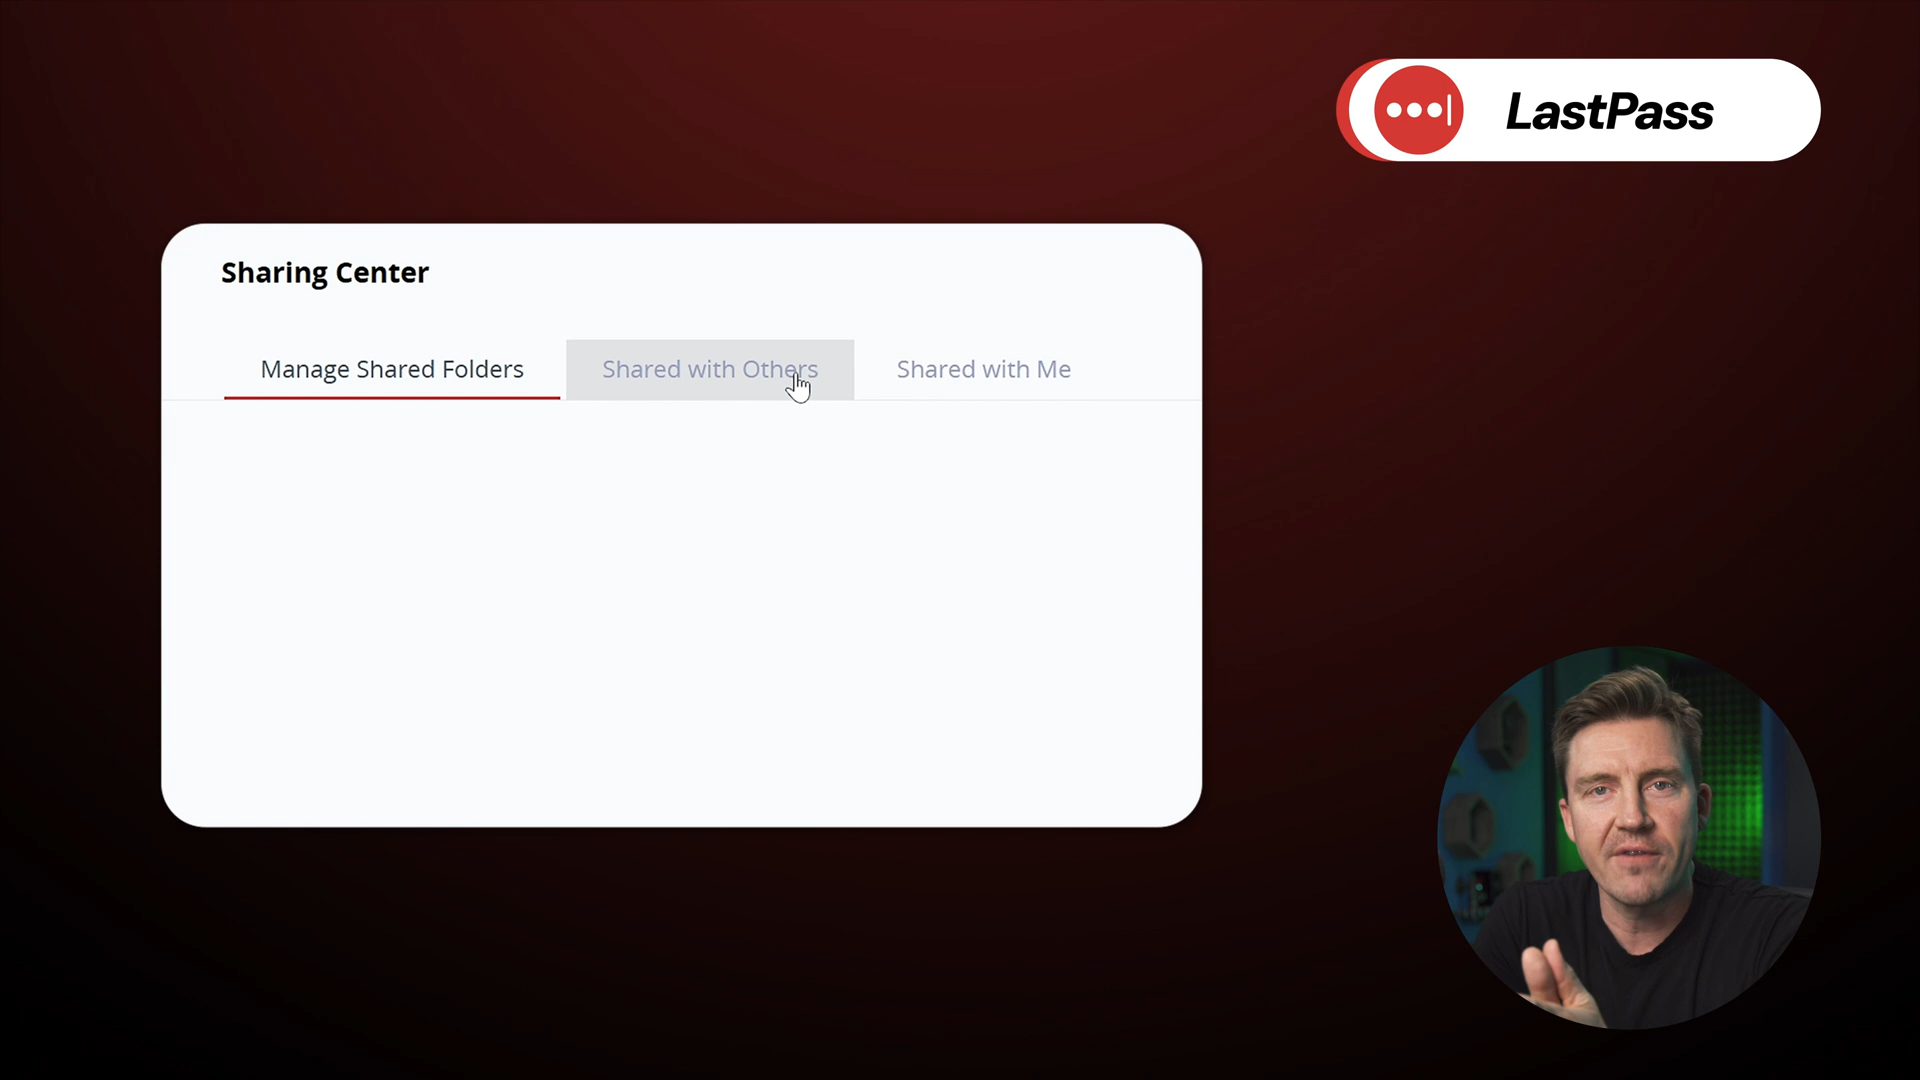 LastPass
Sharing Center
Manage Shared Folders
Shared with Others
Shared with Me